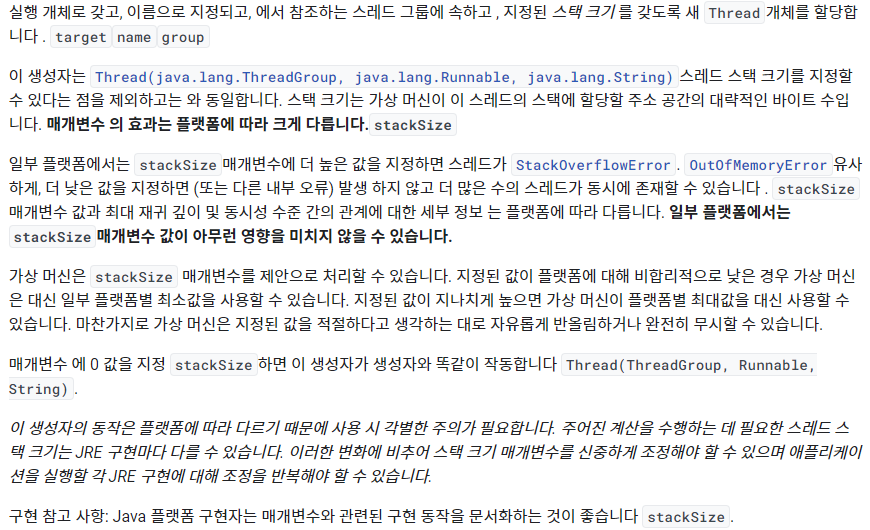 실행 개체로 갖고, 이름으로 지정되고, 에서 참조하는 스레드 그룹에 속하고 , 지정된 스택 크기 를 갖도록 새 Thread 개체를 할당합
니다 . target name group
이 생성자는 Thread(java.lang.ThreadGroup, java.lang.Runnable, java.lang.String) 스레드 스택 크기를 지정할
수 있다는 점을 제외하고는 와 동일합니다. 스택 크기는 가상 머신이 이 스레드의 스택에 할당할 주소 공간의 대략적인 바이트 수입
니다. 매개변수 의 효과는 플랫폼에 따라 크게 다릅니다. stackSize
일부 플랫폼에서는 stackSize 매개변수에 더 높은 값을 지정하면 스레드가 StackOverflowError . OutOfMemoryError 유사
하게, 더 낮은 값을 지정하면 (또는 다른 내부 오류) 발생 하지 않고 더 많은 수의 스레드가 동시에 존재할 수 있습니다 . stackSize
매개변수 값과 최대 재귀 깊이 및 동시성 수준 간의 관계에 대한 세부 정보 는 플랫폼에 따라 다릅니다. 일부 플랫폼에서는
stackSize 매개변수 값이 아무런 영향을 미치지 않을 수 있습니다.
가상 머신은 stackSize 매개변수를 제안으로 처리할 수 있습니다. 지정된 값이 플랫폼에 대해 비합리적으로 낮은 경우 가상 머신
은 대신 일부 플랫폼별 최소값을 사용할 수 있습니다. 지정된 값이 지나치게 높으면 가상 머신이 플랫폼별 최대값을 대신 사용할 수
있습니다. 마찬가지로 가상 머신은 지정된 값을 적절하다고 생각하는 대로 자유롭게 반올림하거나 완전히 무시할 수 있습니다.
매개변수 에 0 값을 지정 stackSize 하면 이 생성자가 생성자와 똑같이 작동합니다 Thread(ThreadGroup, Runnable,
String) .
이 생성자의 동작은 플랫폼에 따라 다르기 때문에 사용 시 각별한 주의가 필요합니다. 주어진 계산을 수행하는 데 필요한 스레드 스
택 크기는 JRE 구현마다 다를 수 있습니다. 이러한 변화에 비추어 스택 크기 매개변수를 신중하게 조정해야 할 수 있으며 애플리케이
션을 실행할 각 JRE 구현에 대해 조정을 반복해야 할 수 있습니다.
구현 참고 사항: Java 플랫폼 구현자는 매개변수와 관련된 구현 동작을 문서화하는 것이 좋습니다 stackSize .